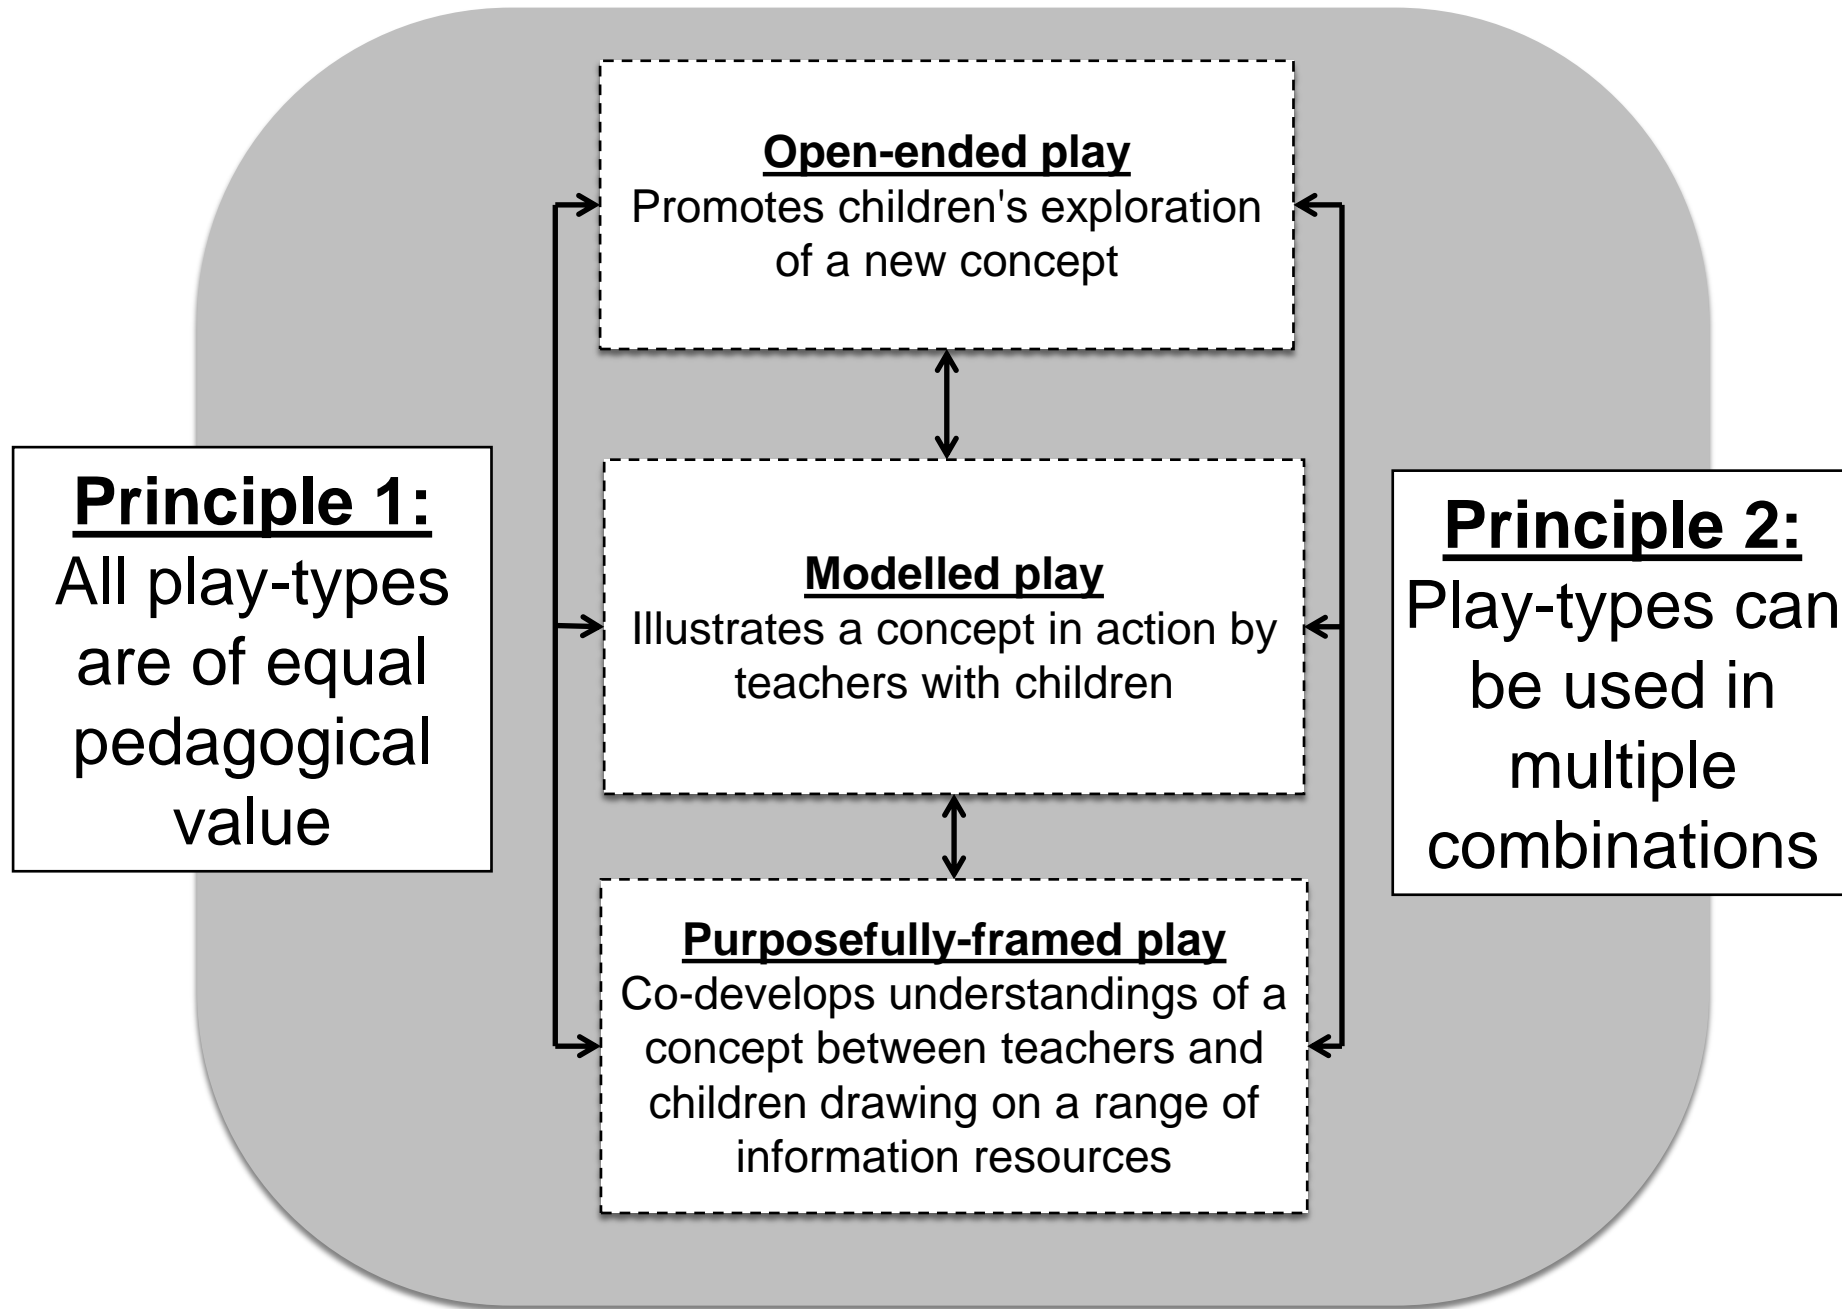 Open-ended play
Promotes children's exploration
of a new concept
Principle 1:
All play-types
are of equal
pedagogical
value
Modelled play
Illustrates a concept in action by
teachers with children
Principle 2:
Play-types can
be used in
multiple
combinations
Purposefully-framed play
Co-develops understandings of a
concept between teachers and
children drawing on a range of
information resources